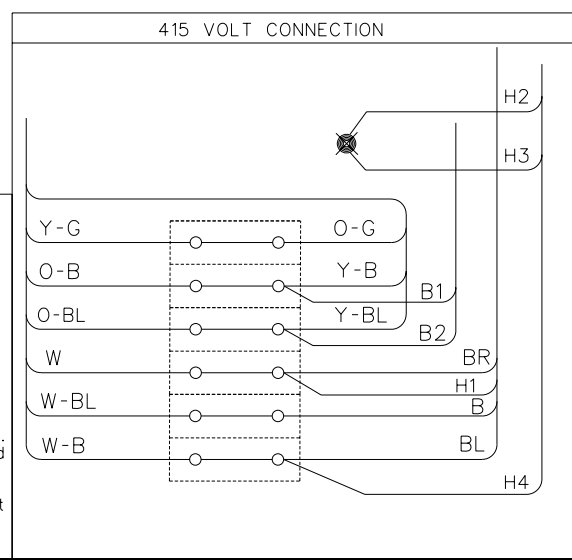 415 VOLT CONNECTION
H2
H3
Y-G O-G
O-B Y-B
B1
O-BL Y-BL
B2
W BR
H1
W-BL B
W-B BL
H4